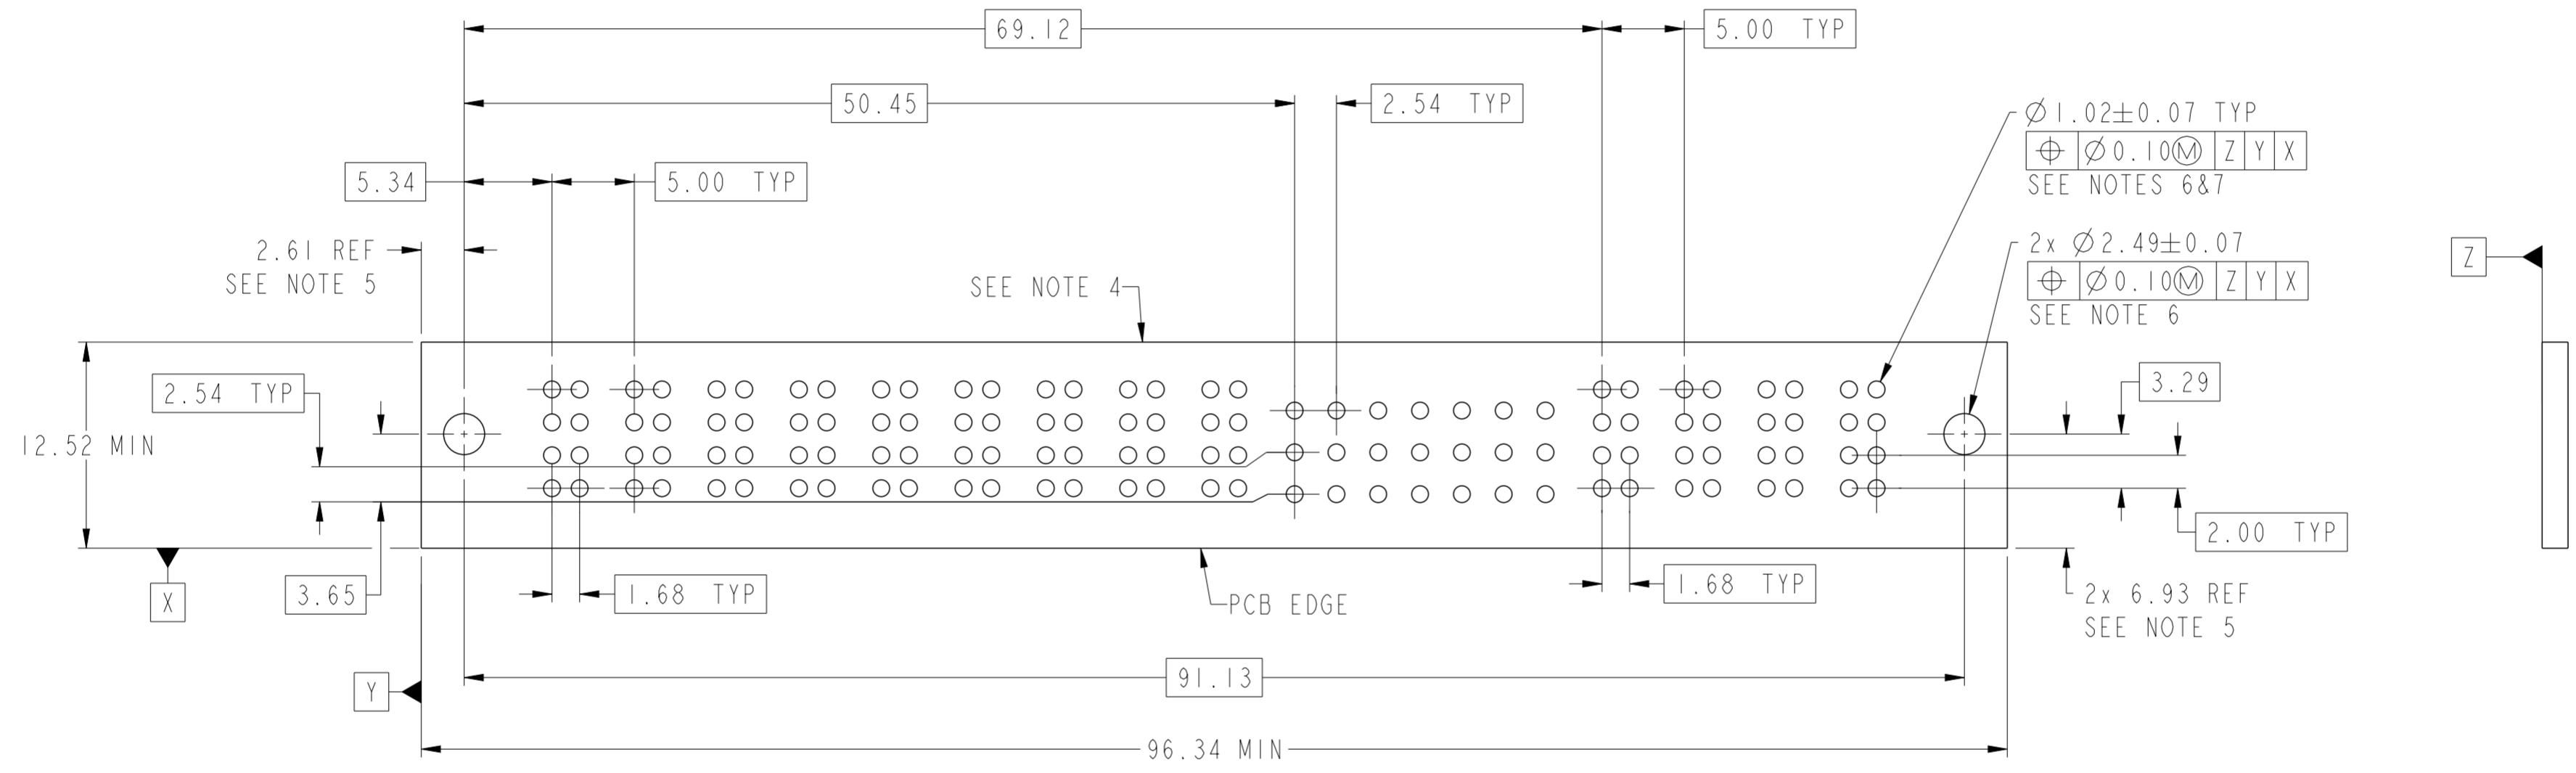 69.12
5.00 TYP
50.45
2.54 TYP
Ø1.02±0.07 TYP
⌖ Ø0.10Ⓜ Z Y X
SEE NOTES 6&7
5.34
5.00 TYP
2.61 REF
SEE NOTE 5
2x Ø2.49±0.07
⌖ Ø0.10Ⓜ Z Y X
SEE NOTE 6
Z
SEE NOTE 4
2.54 TYP
3.29
12.52 MIN
2.00 TYP
X
3.65
1.68 TYP
PCB EDGE
1.68 TYP
2x 6.93 REF
SEE NOTE 5
Y
91.13
96.34 MIN